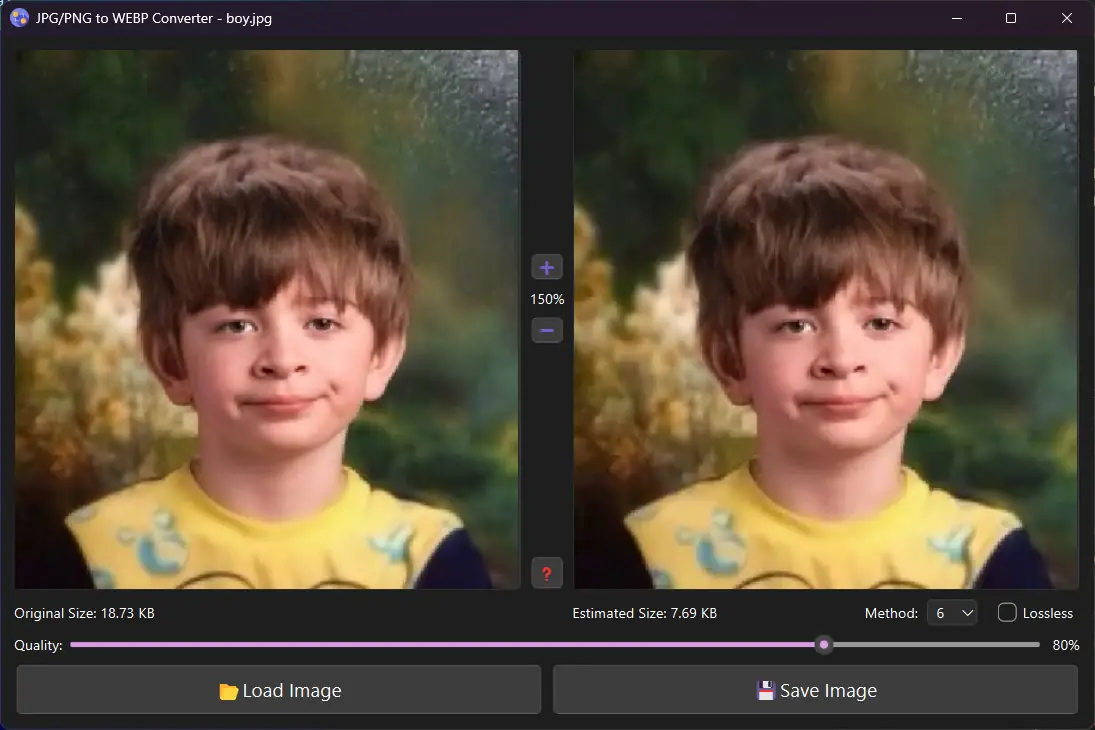 JPG/PNG to WEBP Converter - boy.jpg
+
150%
−
?
Original Size: 18.73 KB
Estimated Size: 7.69 KB
Method: 6
Lossless
Quality: 80%
Load Image
Save Image